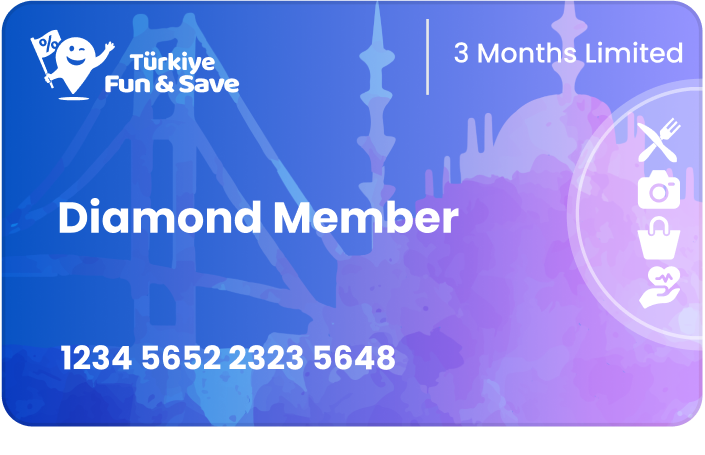 %
Türkiye
Fun & Save
3 Months Limited
Diamond Member
1234 5652 2323 5648